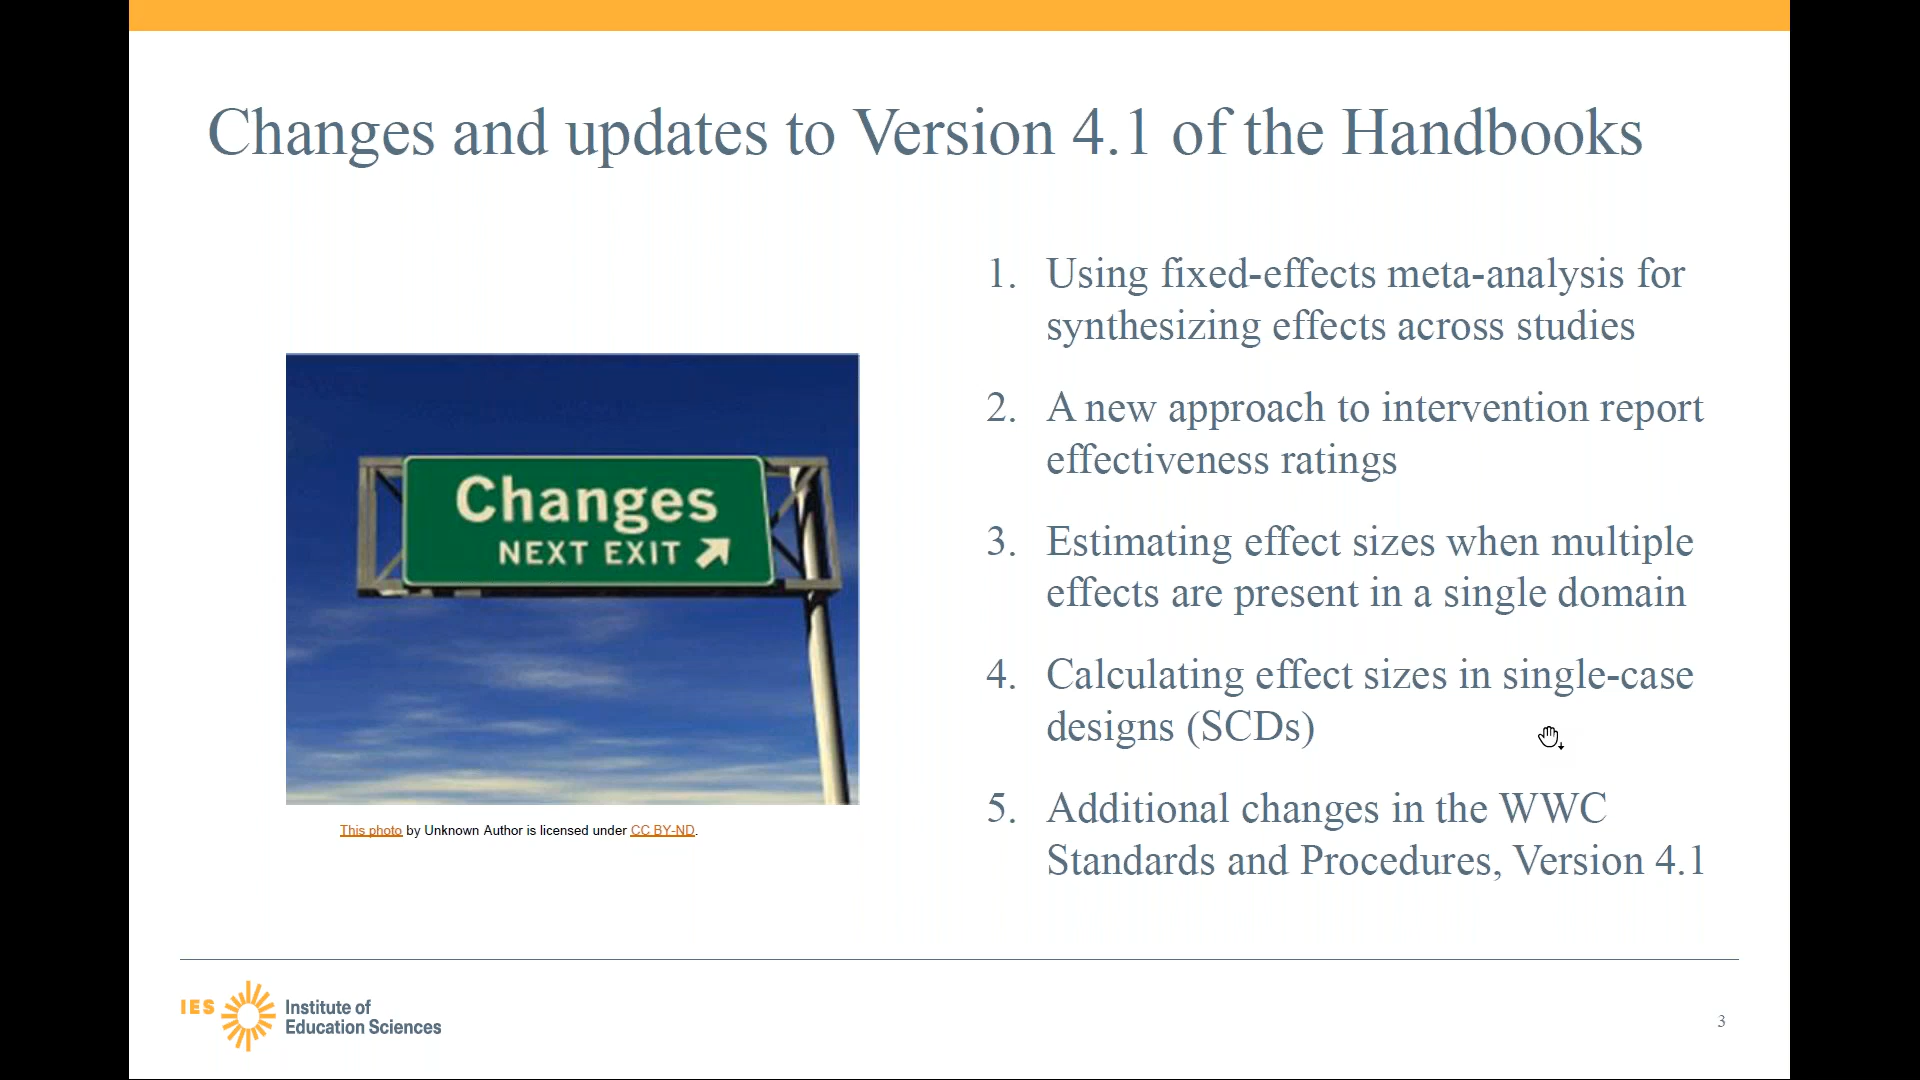 Changes and updates to Version 4.1 of the Handbooks
Changes
NEXT EXIT
This photo by Unknown Author is licensed under CC BY-ND.
1. Using fixed-effects meta-analysis for
synthesizing effects across studies
2. A new approach to intervention report
effectiveness ratings
3. Estimating effect sizes when multiple
effects are present in a single domain
4. Calculating effect sizes in single-case
designs (SCDs)
5. Additional changes in the WWC
Standards and Procedures, Version 4.1
IES
Institute of
Education Sciences
3